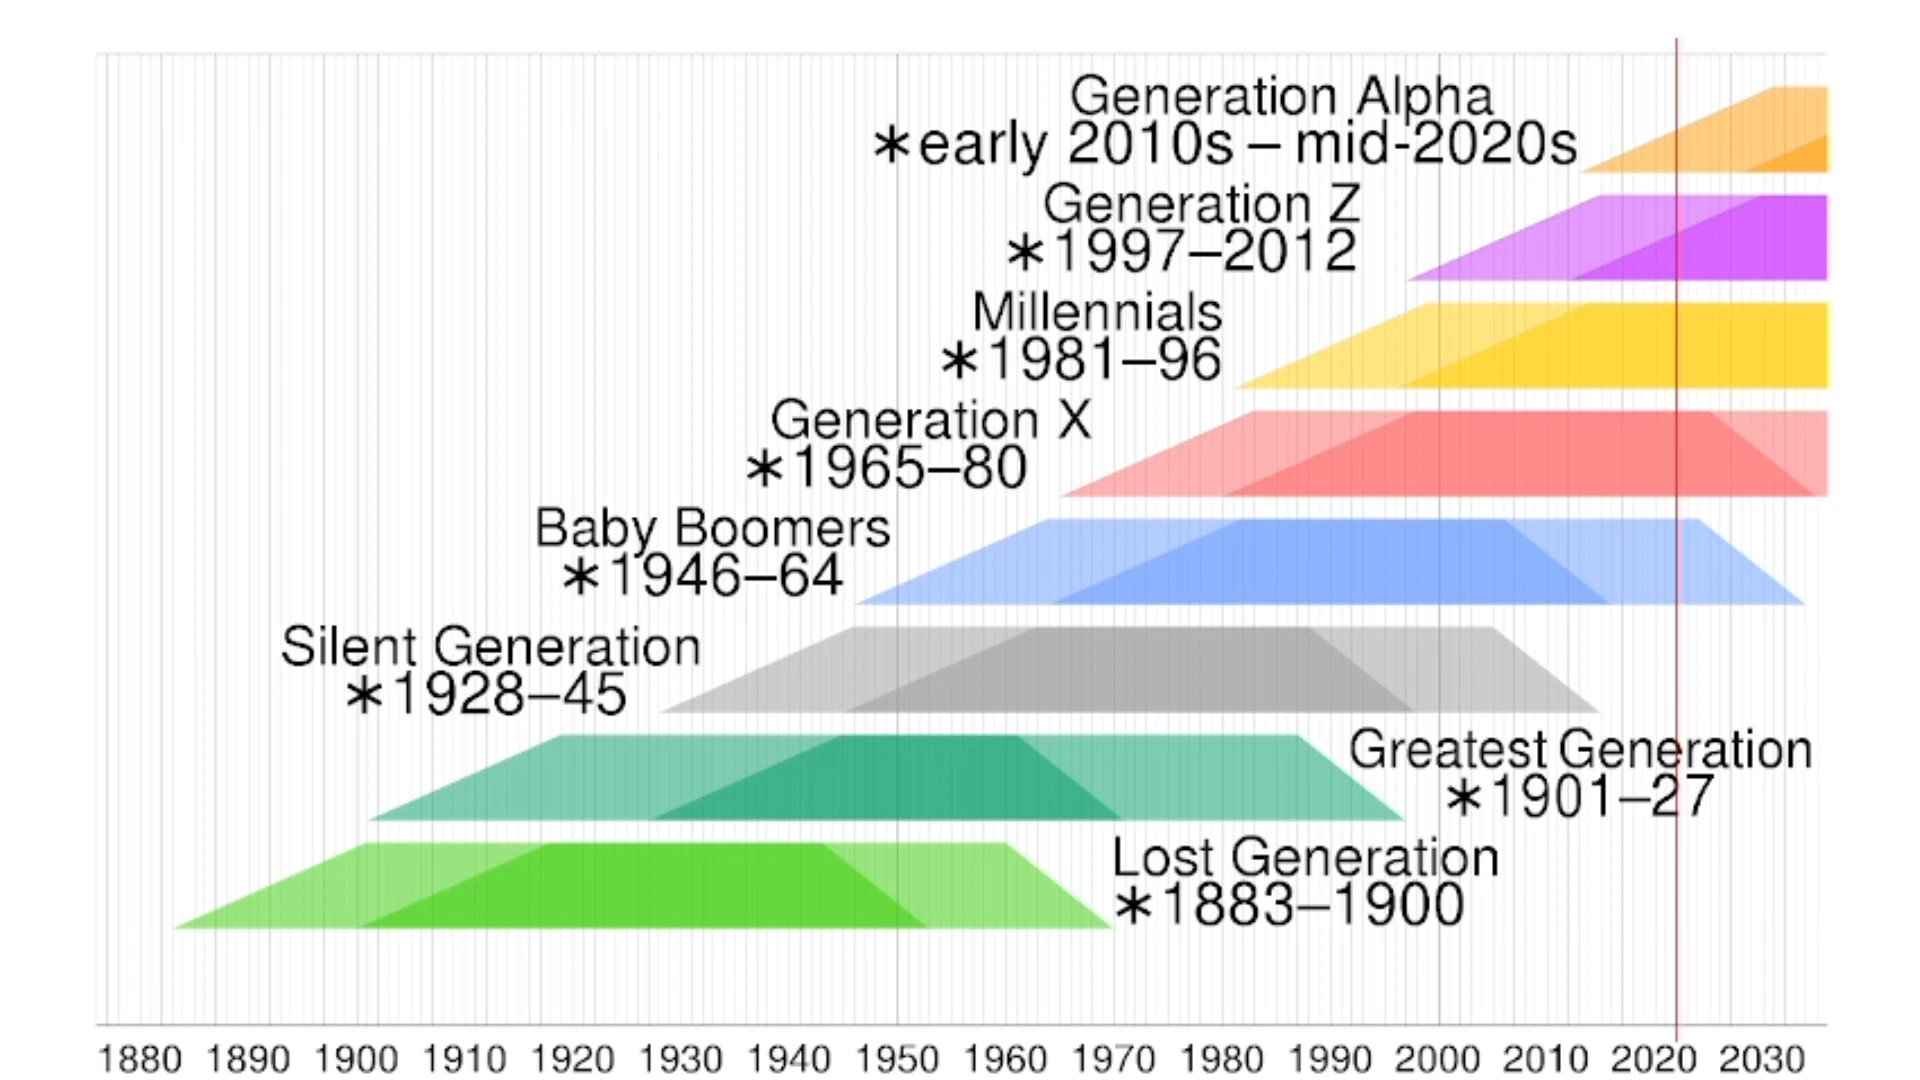 Generation Alpha
∗early 2010s – mid-2020s
Generation Z
∗1997–2012
Millennials
∗1981–96
Generation X
∗1965–80
Baby Boomers
∗1946–64
Silent Generation
∗1928–45
Greatest Generation
∗1901–27
Lost Generation
∗1883–1900
1880 1890 1900 1910 1920 1930 1940 1950 1960 1970 1980 1990 2000 2010 2020 2030